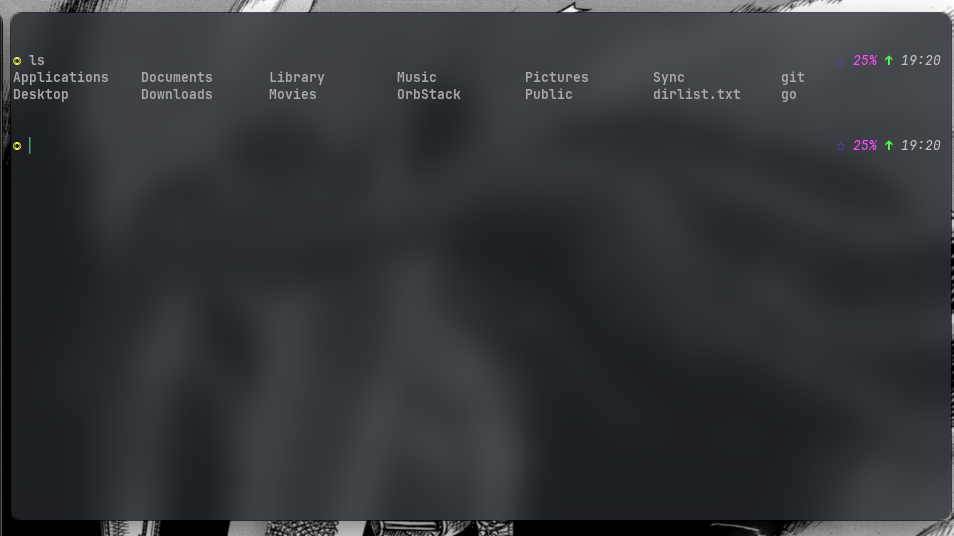 © ls ⌂ 25% ↑ 19:20
Applications Documents Library Music Pictures Sync git
Desktop Downloads Movies OrbStack Public dirlist.txt go
© ⌂ 25% ↑ 19:20